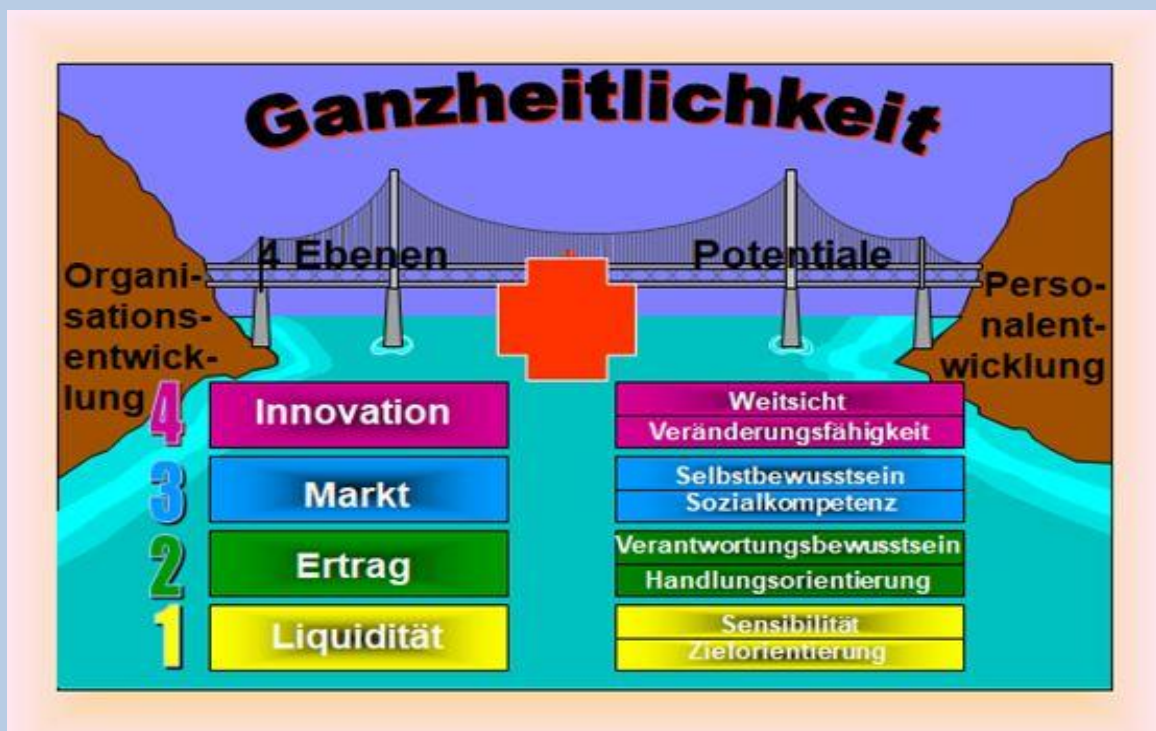 Ganzheitlichkeit
4 Ebenen
Potentiale
Organi-
sations-
entwick-
lung
Perso-
nalent-
wicklung
4
Innovation
Weitsicht
Veränderungsfähigkeit
3
Markt
Selbstbewusstsein
Sozialkompetenz
2
Ertrag
Verantwortungsbewusstsein
Handlungsorientierung
1
Liquidität
Sensibilität
Zielorientierung